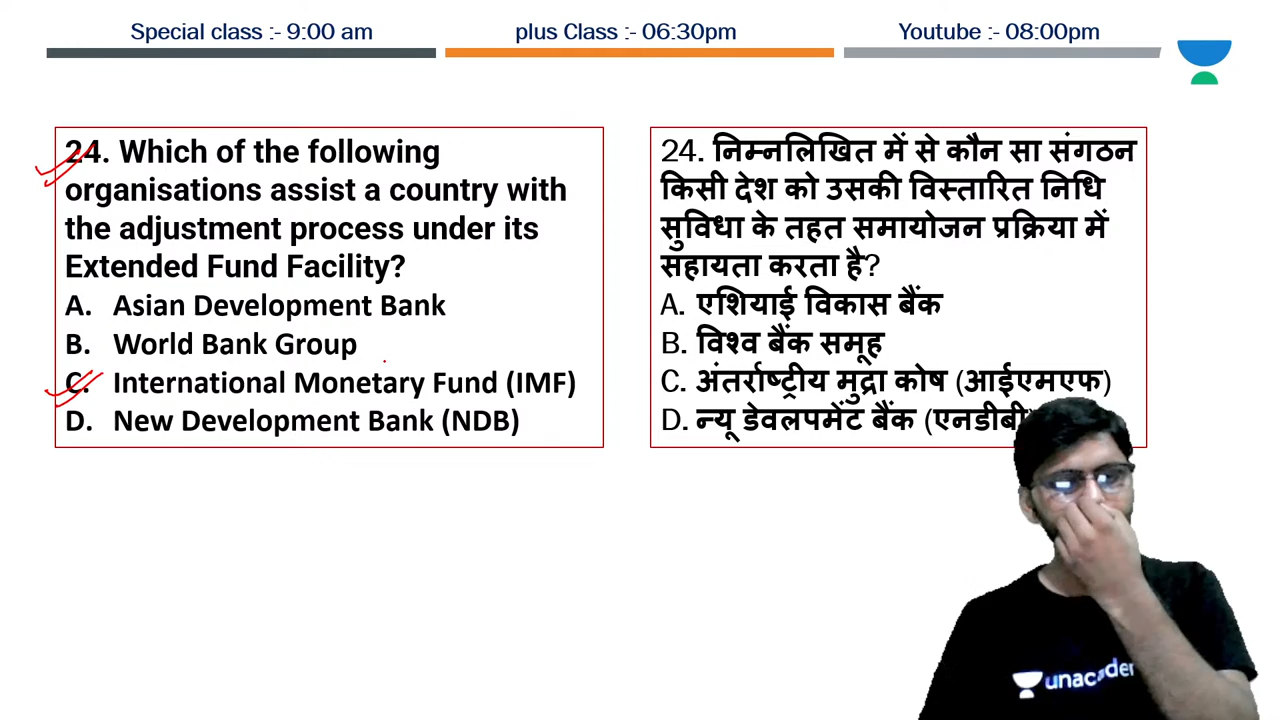 Special class :- 9:00 am
plus Class :- 06:30pm
Youtube :- 08:00pm
24. Which of the following
organisations assist a country with
the adjustment process under its
Extended Fund Facility?
A. Asian Development Bank
B. World Bank Group
C. International Monetary Fund (IMF)
D. New Development Bank (NDB)
24. निम्नलिखित में से कौन सा संगठन
किसी देश को उसकी विस्तारित निधि
सुविधा के तहत समायोजन प्रक्रिया में
सहायता करता है?
A. एशियाई विकास बैंक
B. विश्व बैंक समूह
C. अंतर्राष्ट्रीय मुद्रा कोष (आईएमएफ)
D. न्यू डेवलपमेंट बैंक (एनडीबी
unacade